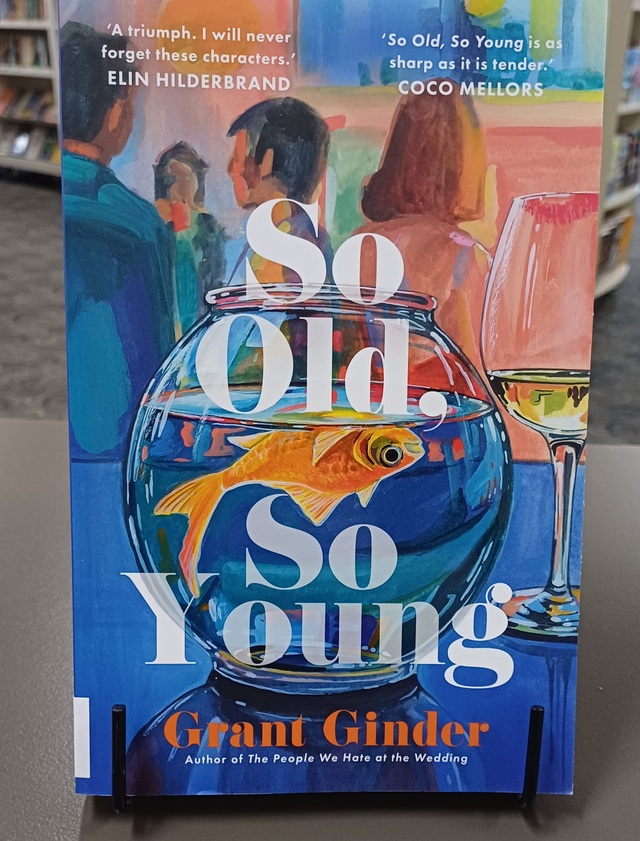 'A triumph. I will never
forget these characters.'
ELIN HILDERBRAND
'So Old, So Young is as
sharp as it is tender.'
COCO MELLORS
So
Old,
So
Young
Grant Ginder
Author of The People We Hate at the Wedding